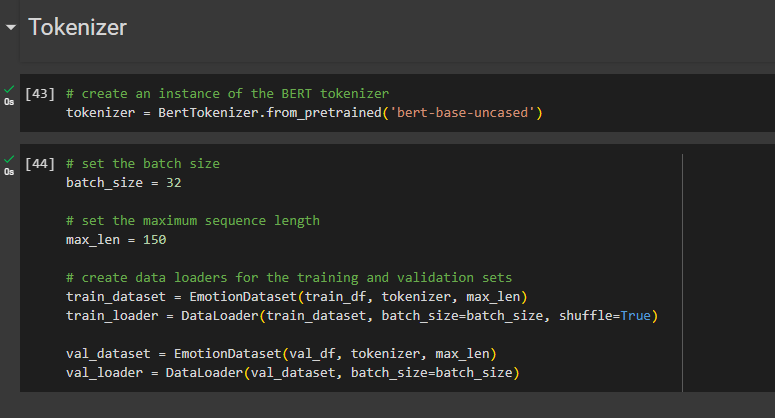 Tokenizer
[43] # create an instance of the BERT tokenizer
0s
tokenizer = BertTokenizer.from_pretrained('bert-base-uncased')
[44] # set the batch size
0s
batch_size = 32
# set the maximum sequence length
max_len = 150
# create data loaders for the training and validation sets
train_dataset = EmotionDataset(train_df, tokenizer, max_len)
train_loader = DataLoader(train_dataset, batch_size=batch_size, shuffle=True)
val_dataset = EmotionDataset(val_df, tokenizer, max_len)
val_loader = DataLoader(val_dataset, batch_size=batch_size)